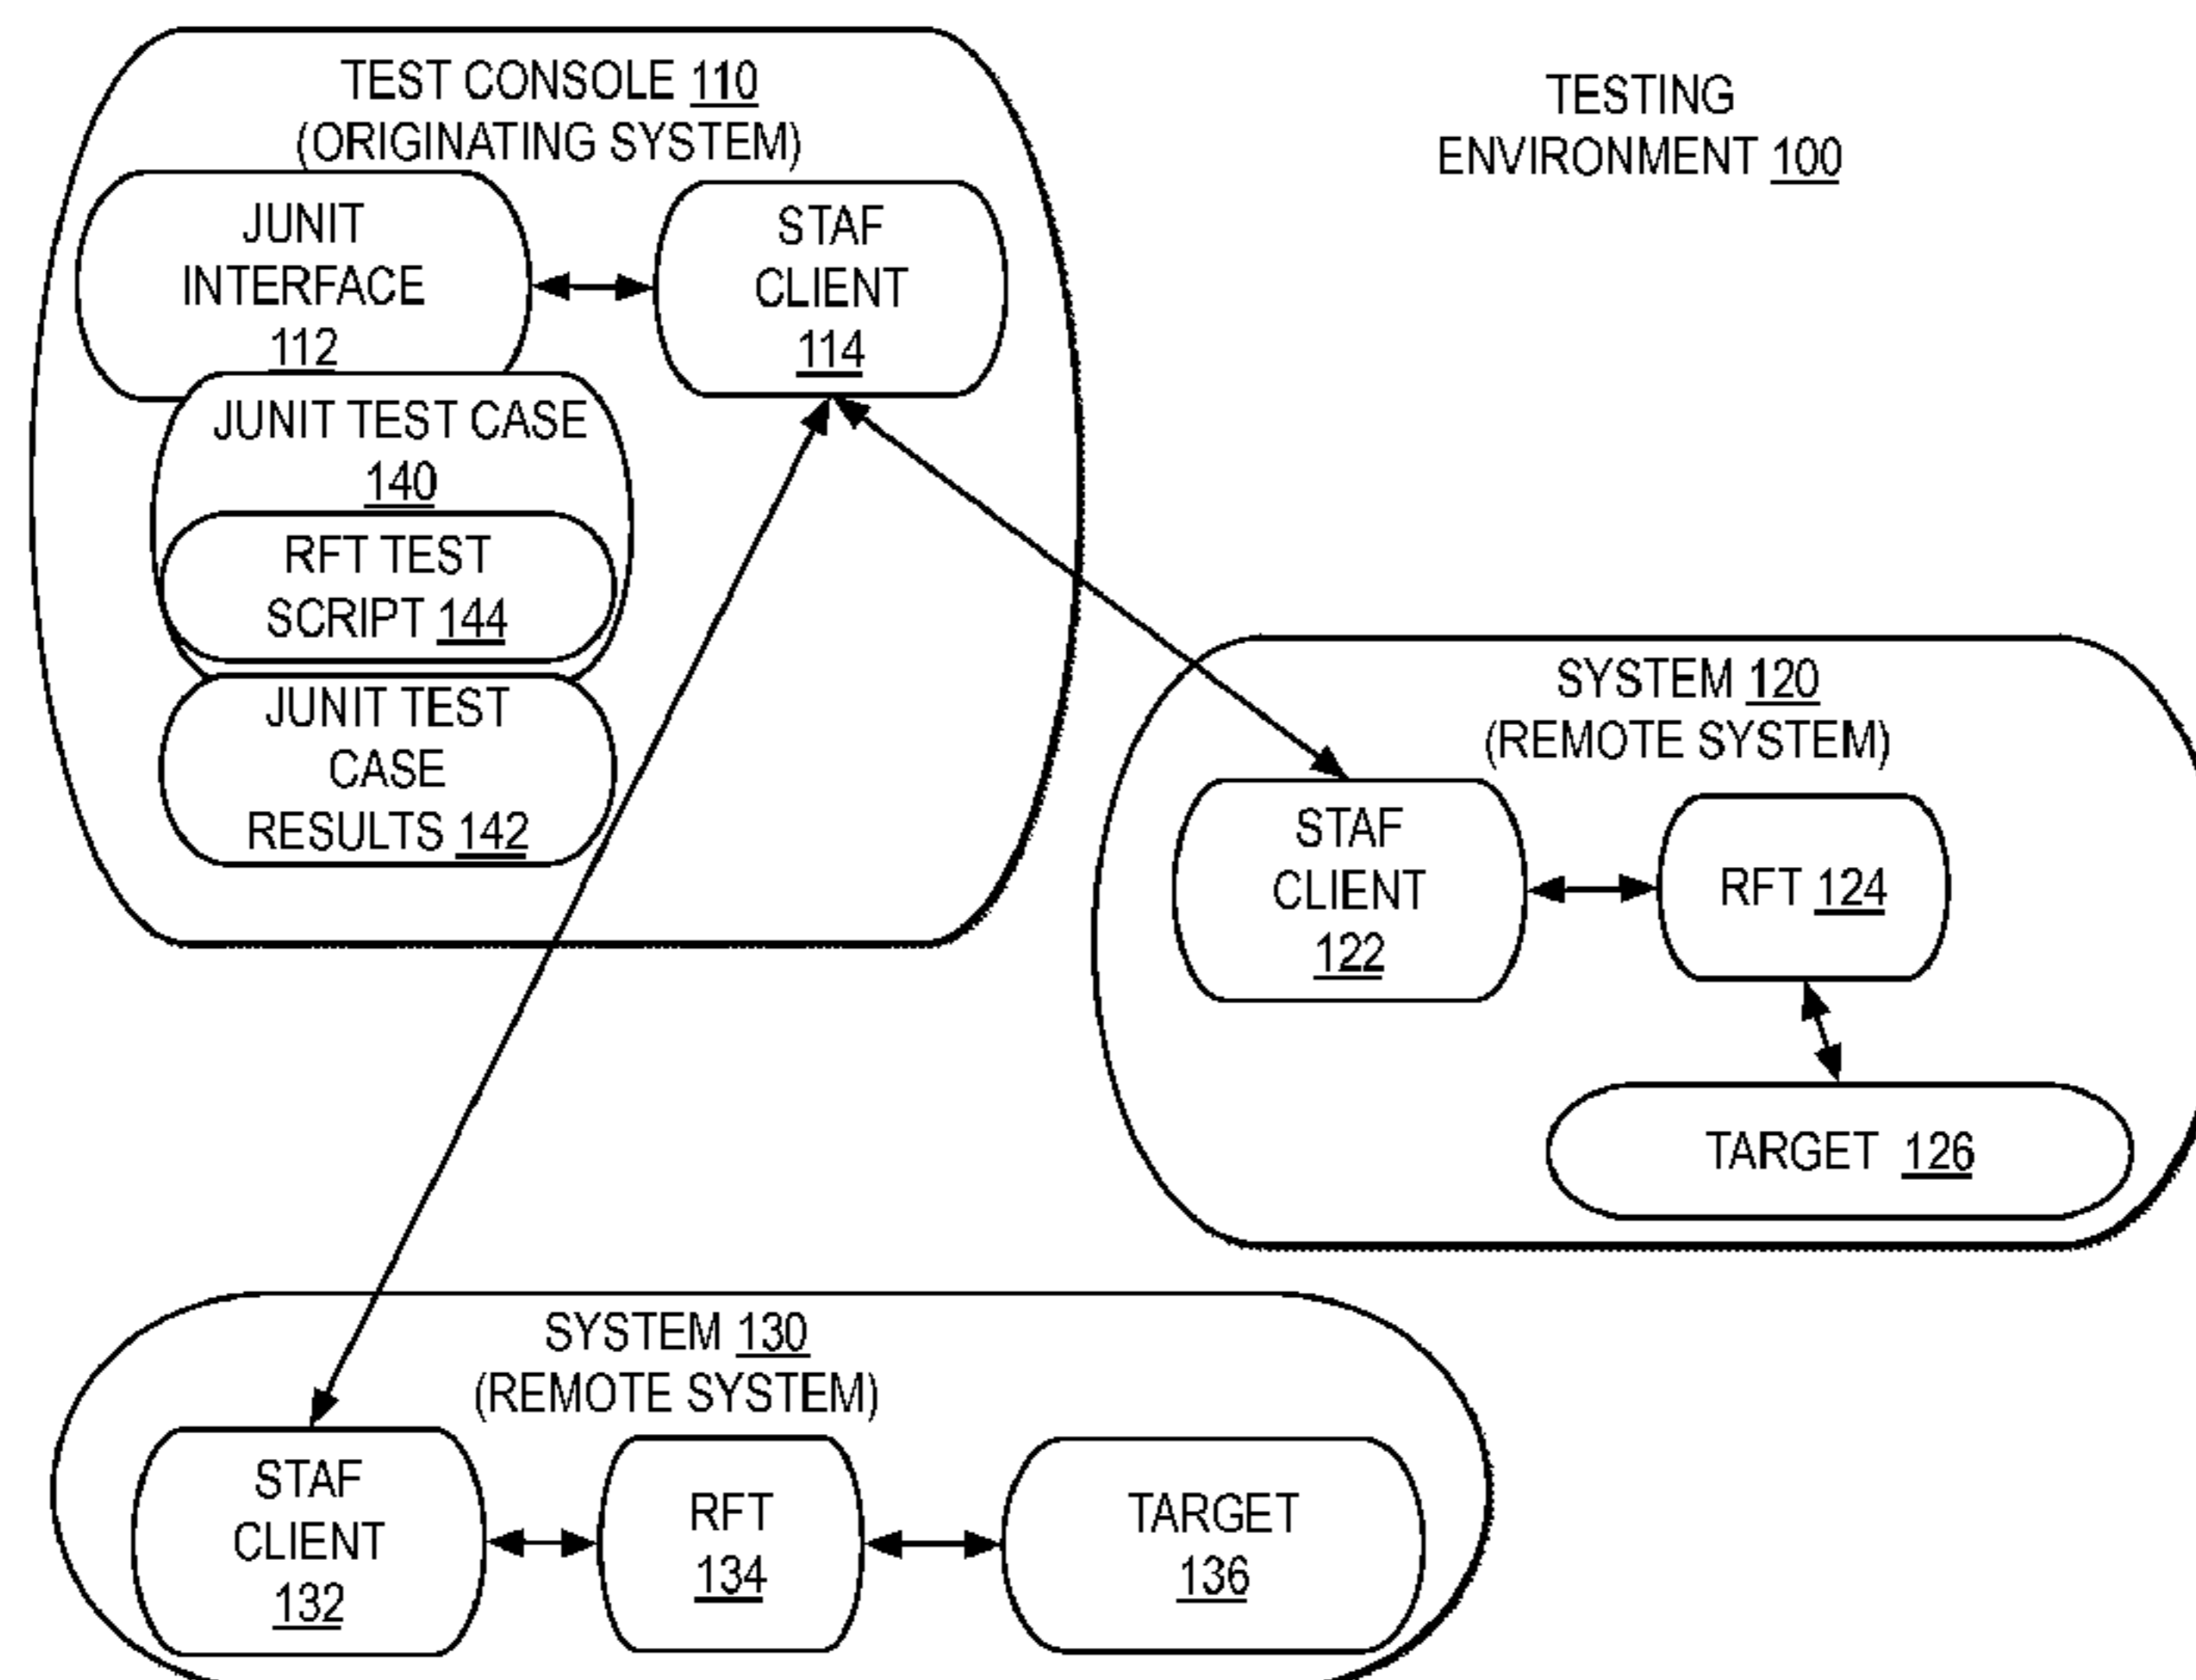 TEST CONSOLE 110
(ORIGINATING SYSTEM)
TESTING
ENVIRONMENT 100
JUNIT
INTERFACE
112
STAF
CLIENT
114
JUNIT TEST CASE
140
RFT TEST
SCRIPT 144
JUNIT TEST
CASE
RESULTS 142
SYSTEM 120
(REMOTE SYSTEM)
STAF
CLIENT
122
RFT 124
TARGET 126
SYSTEM 130
(REMOTE SYSTEM)
STAF
CLIENT
132
RFT
134
TARGET
136